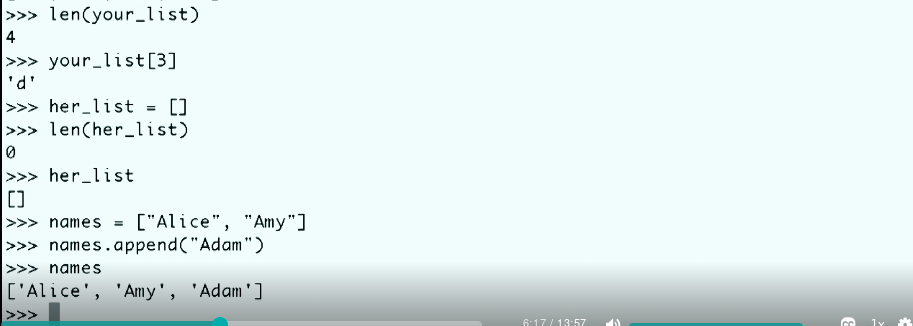 >>> len(your_list)
4
>>> your_list[3]
'd'
>>> her_list = []
>>> len(her_list)
0
>>> her_list
[]
>>> names = ["Alice", "Amy"]
>>> names.append("Adam")
>>> names
['Alice', 'Amy', 'Adam']
>>>
6:17 / 13:57 CC 1x